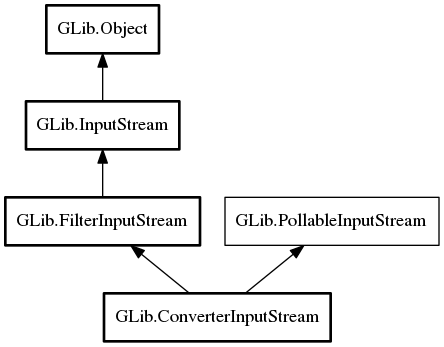 GLib.Object
GLib.InputStream
GLib.FilterInputStream
GLib.PollableInputStream
GLib.ConverterInputStream